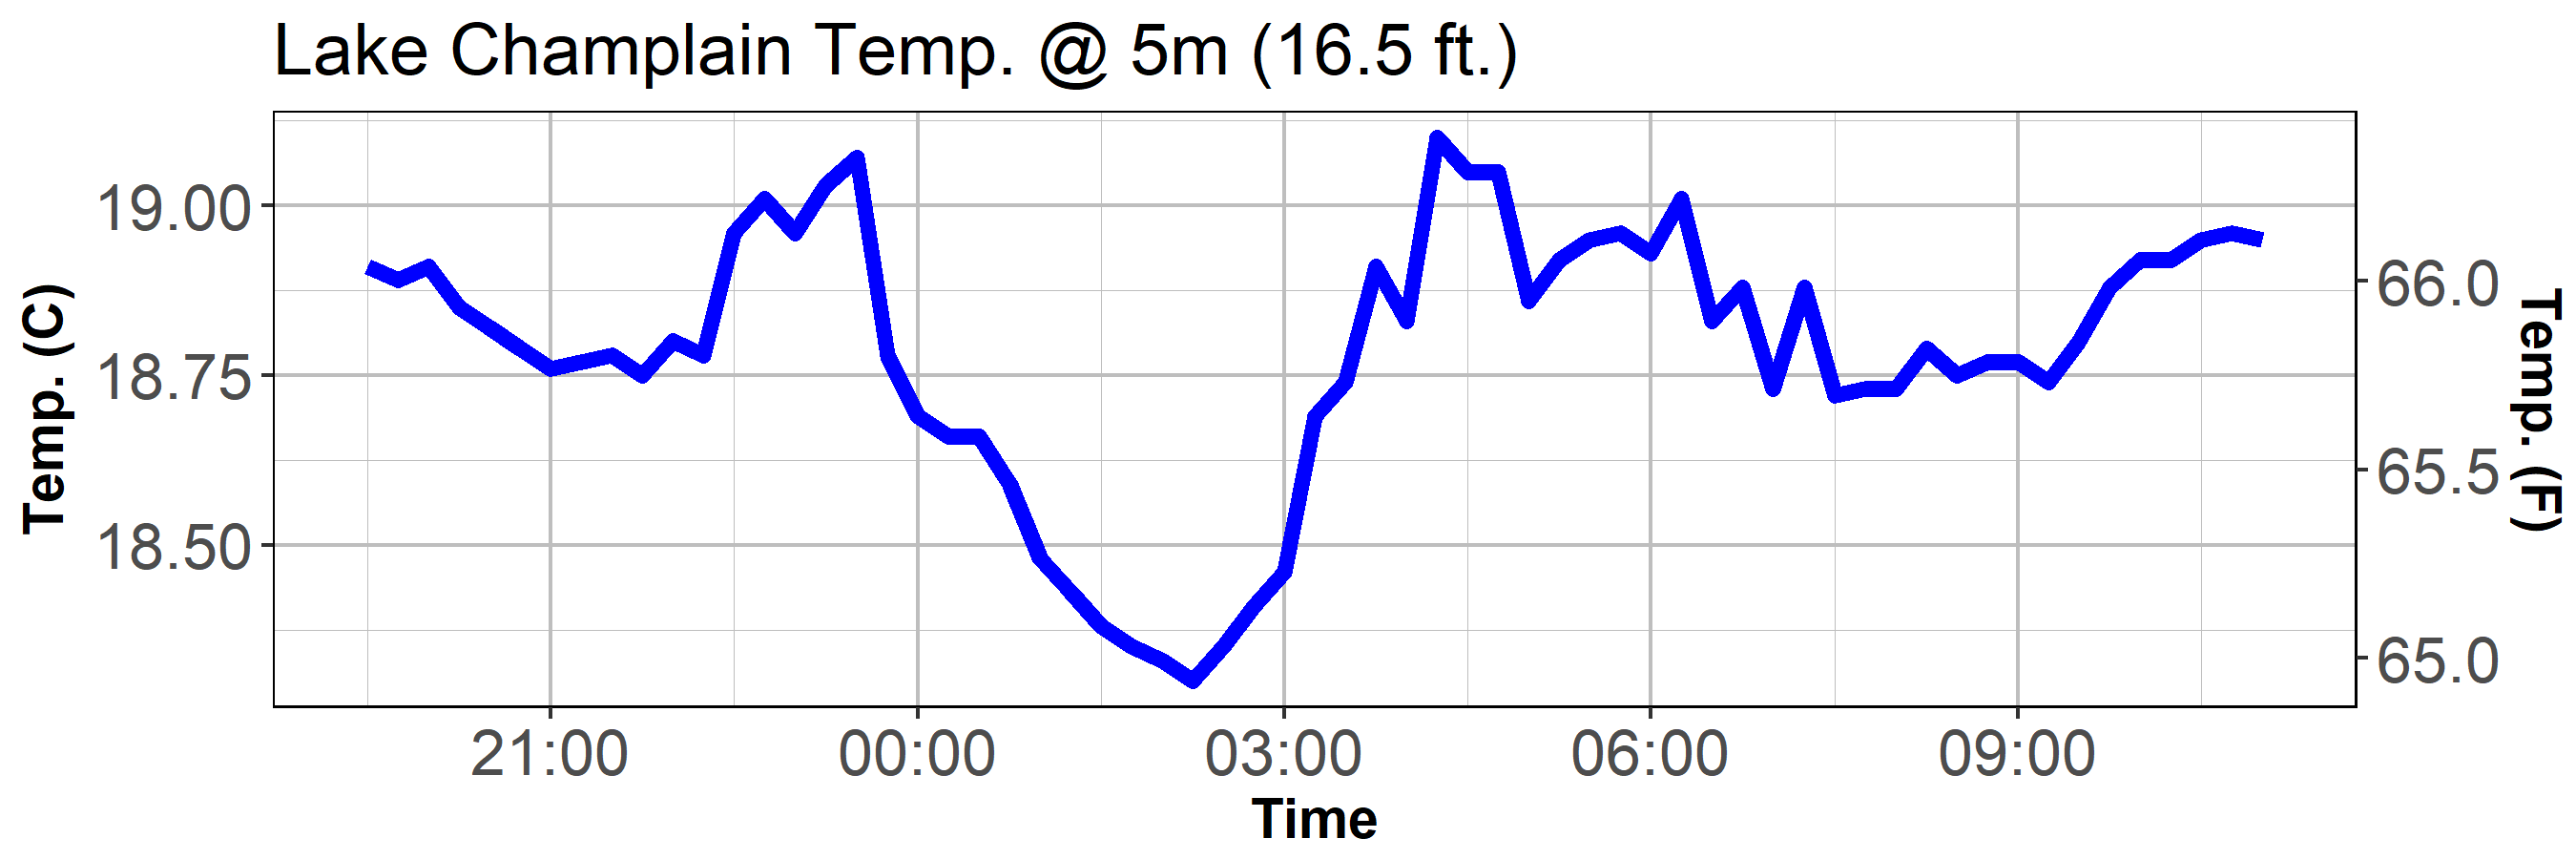 Lake Champlain Temp. @ 5m (16.5 ft.)
Temp. (C)
19.00
18.75
18.50
66.0
65.5
65.0
Temp. (F)
21:00 00:00 03:00 06:00 09:00
Time